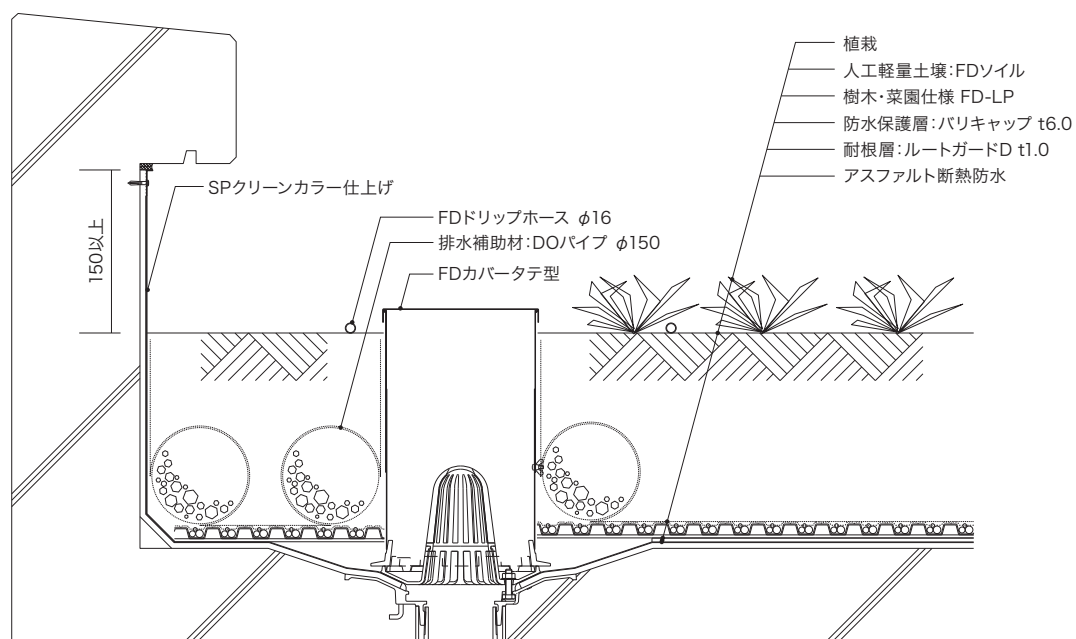 植栽
人工軽量土壌:FDソイル
樹木・菜園仕様 FD-LP
防水保護層:バリキャップ t6.0
耐根層:ルートガードD t1.0
アスファルト断熱防水
SPクリーンカラー仕上げ
FDドリップホース φ16
排水補助材:DOパイプ φ150
FDカバータテ型
150以上